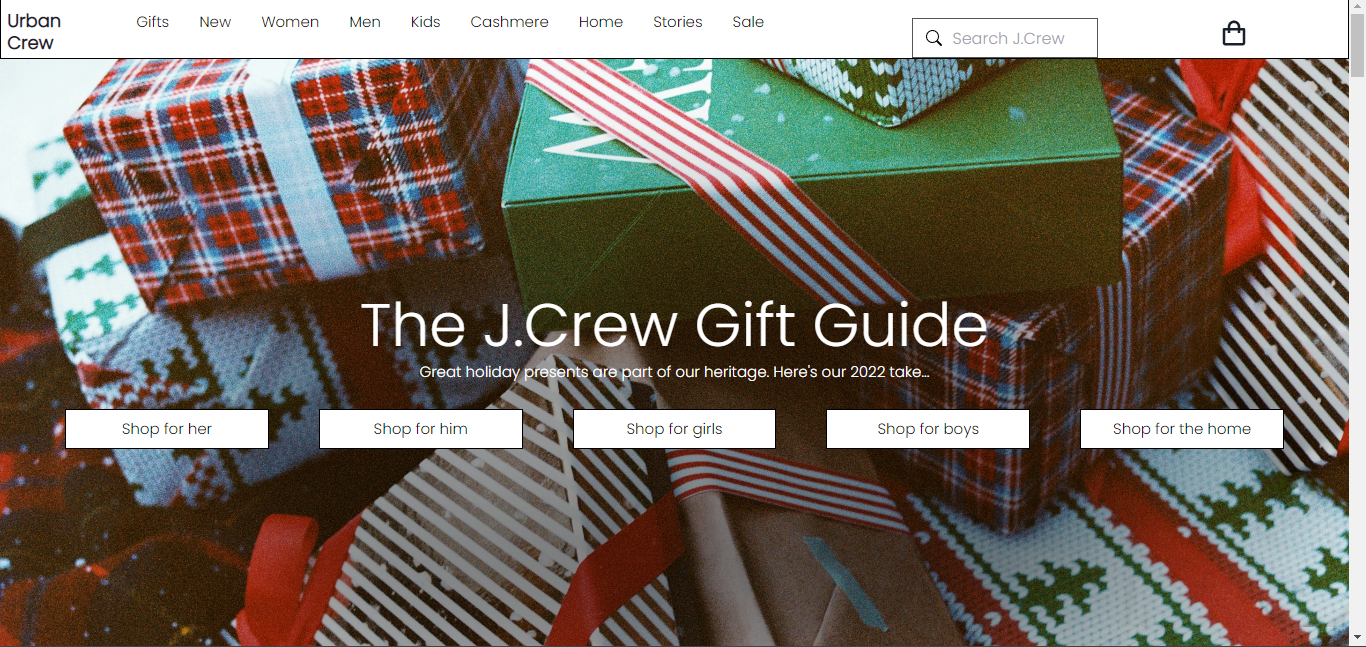 Urban
Crew
Gifts New Women Men Kids Cashmere Home Stories Sale
Search J.Crew
The J.Crew Gift Guide
Great holiday presents are part of our heritage. Here's our 2022 take...
Shop for her Shop for him Shop for girls Shop for boys Shop for the home